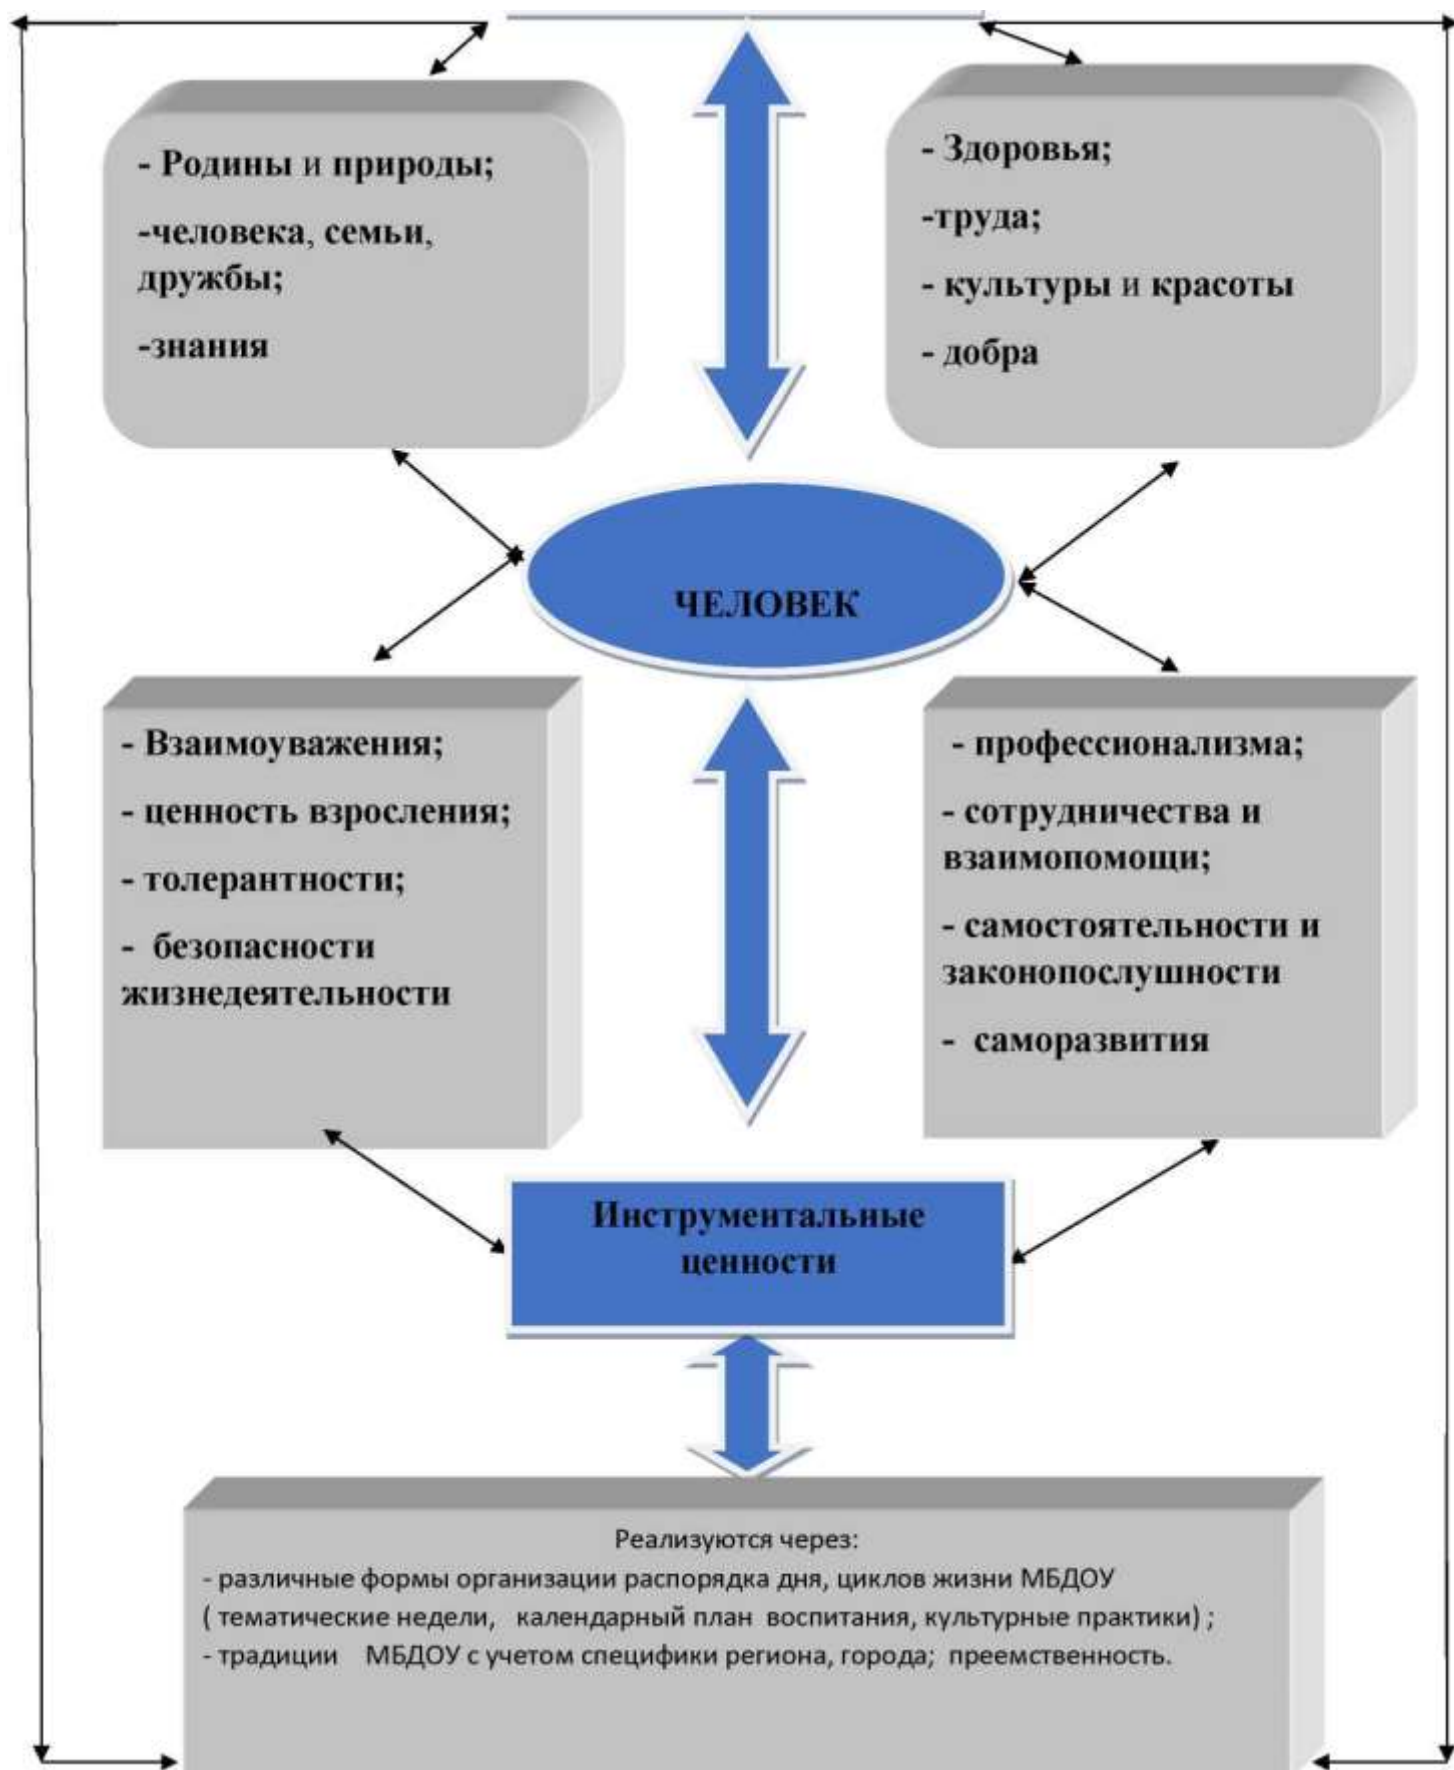 - Родины и природы;
-человека, семьи,
дружбы;
-знания
- Здоровья;
-труда;
- культуры и красоты
- добра
ЧЕЛОВЕК
- Взаимоуважения;
- ценность взросления;
- толерантности;
- безопасности
жизнедеятельности
- профессионализма;
- сотрудничества и
взаимопомощи;
- самостоятельности и
законопослушности
- саморазвития
Инструментальные
ценности
Реализуются через:
- различные формы организации распорядка дня, циклов жизни МБДОУ
( тематические недели, календарный план воспитания, культурные практики) ;
- традиции МБДОУ с учетом специфики региона, города; преемственность.